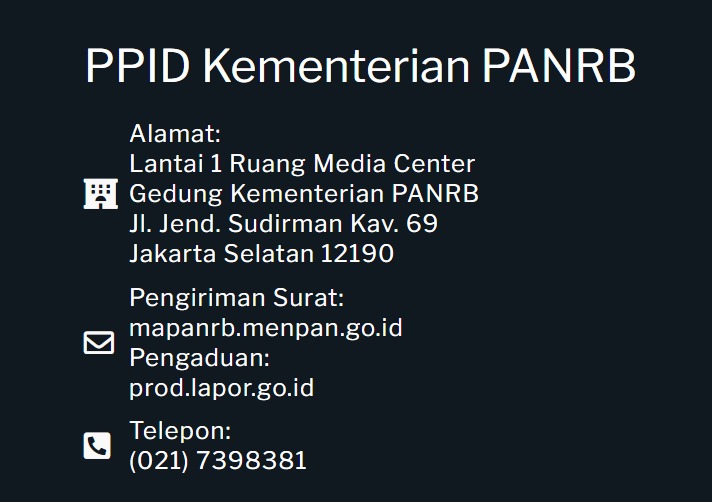 PPID Kementerian PANRB
Alamat:
Lantai 1 Ruang Media Center
Gedung Kementerian PANRB
Jl. Jend. Sudirman Kav. 69
Jakarta Selatan 12190
Pengiriman Surat:
mapanrb.menpan.go.id
Pengaduan:
prod.lapor.go.id
Telepon:
(021) 7398381